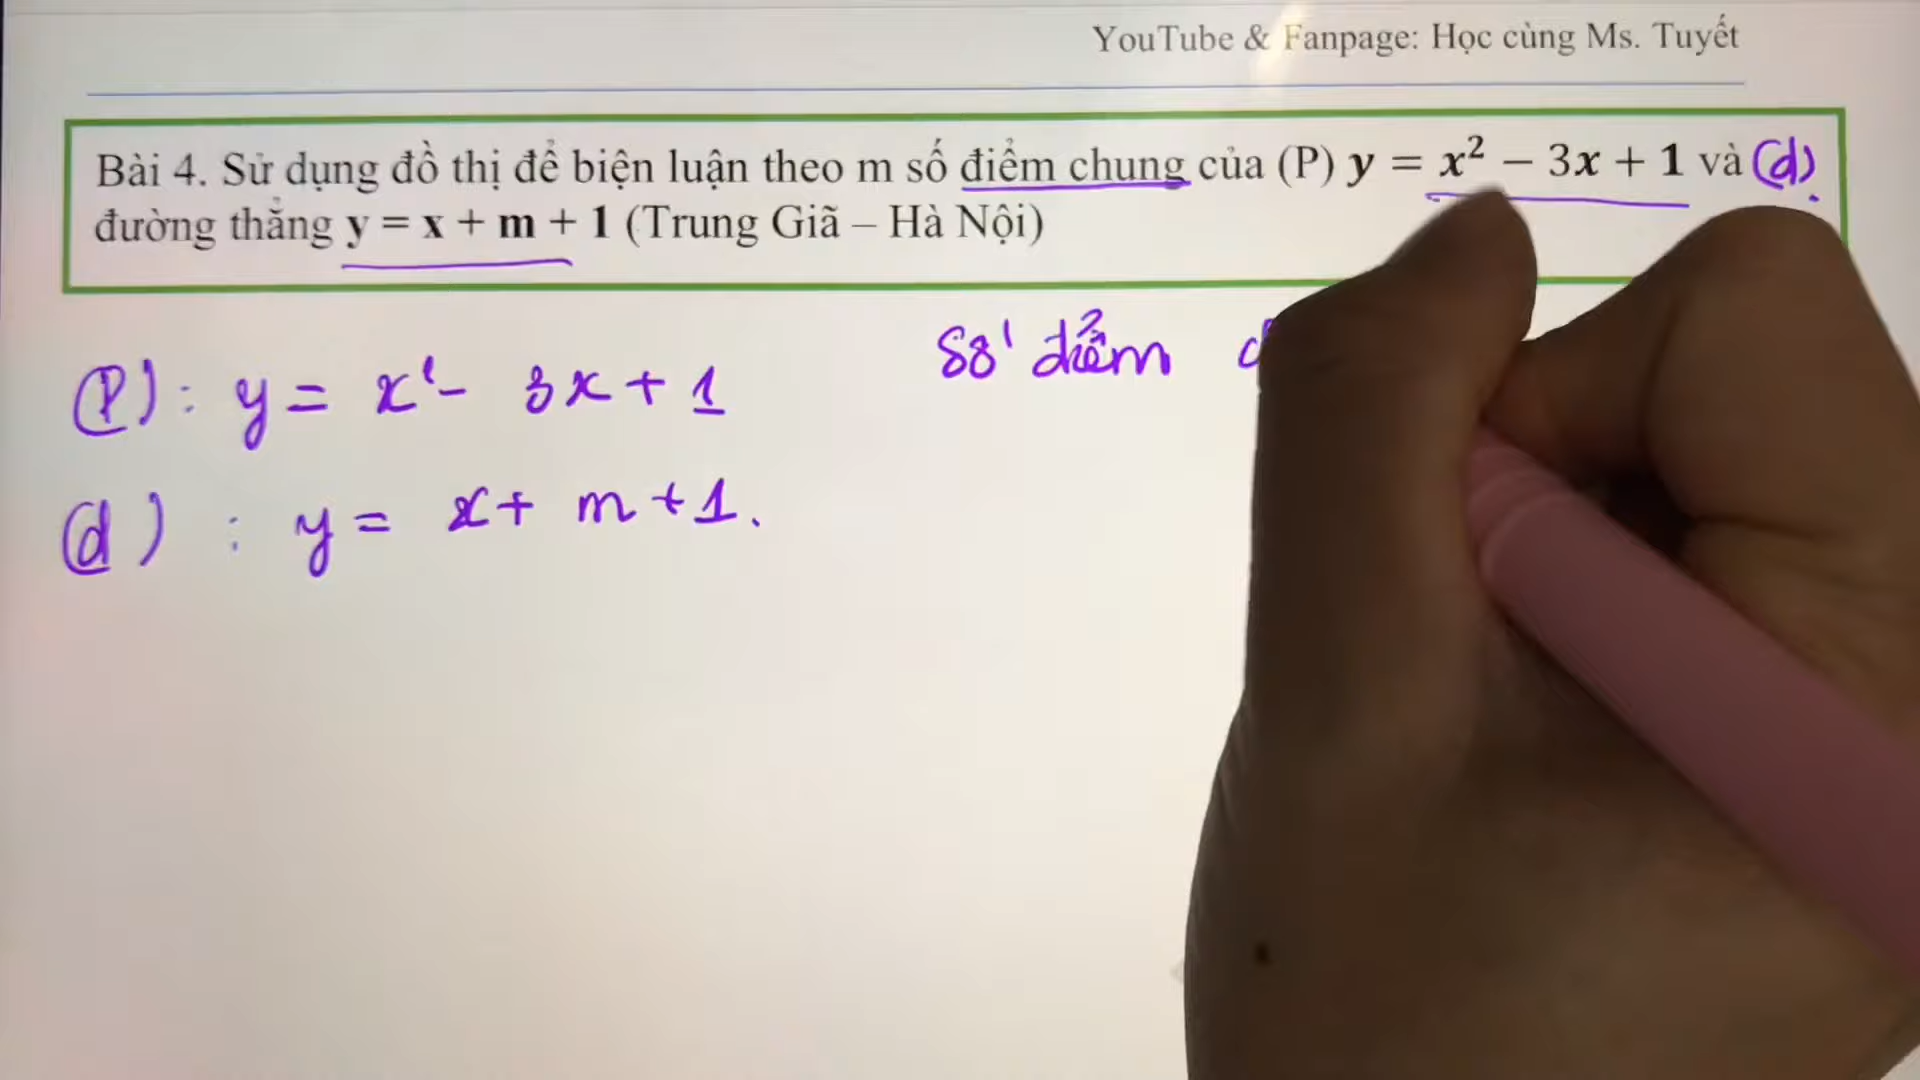 YouTube & Fanpage: Học cùng Ms. Tuyết
Bài 4. Sử dụng đồ thị để biện luận theo m số điểm chung của (P) y = x² − 3x + 1 và (d)
đường thẳng y = x + m + 1 (Trung Giã – Hà Nội)
Số điểm
(P): y = x² - 3x + 1
(d) : y = x + m + 1.